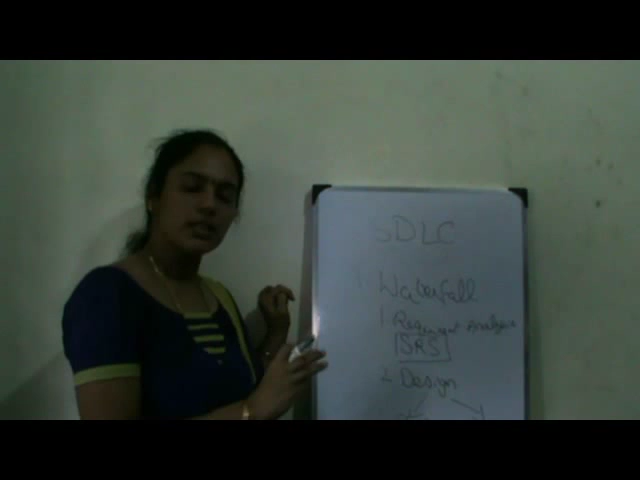 SDLC
1. Waterfall
1. Requirement Analysis
SRS
2. Design